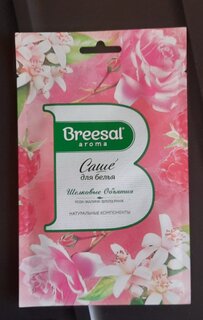 Breesal
aroma
Саше
для белья
Шелковые Объятия
НАТУРАЛЬНЫЕ КОМПОНЕНТЫ